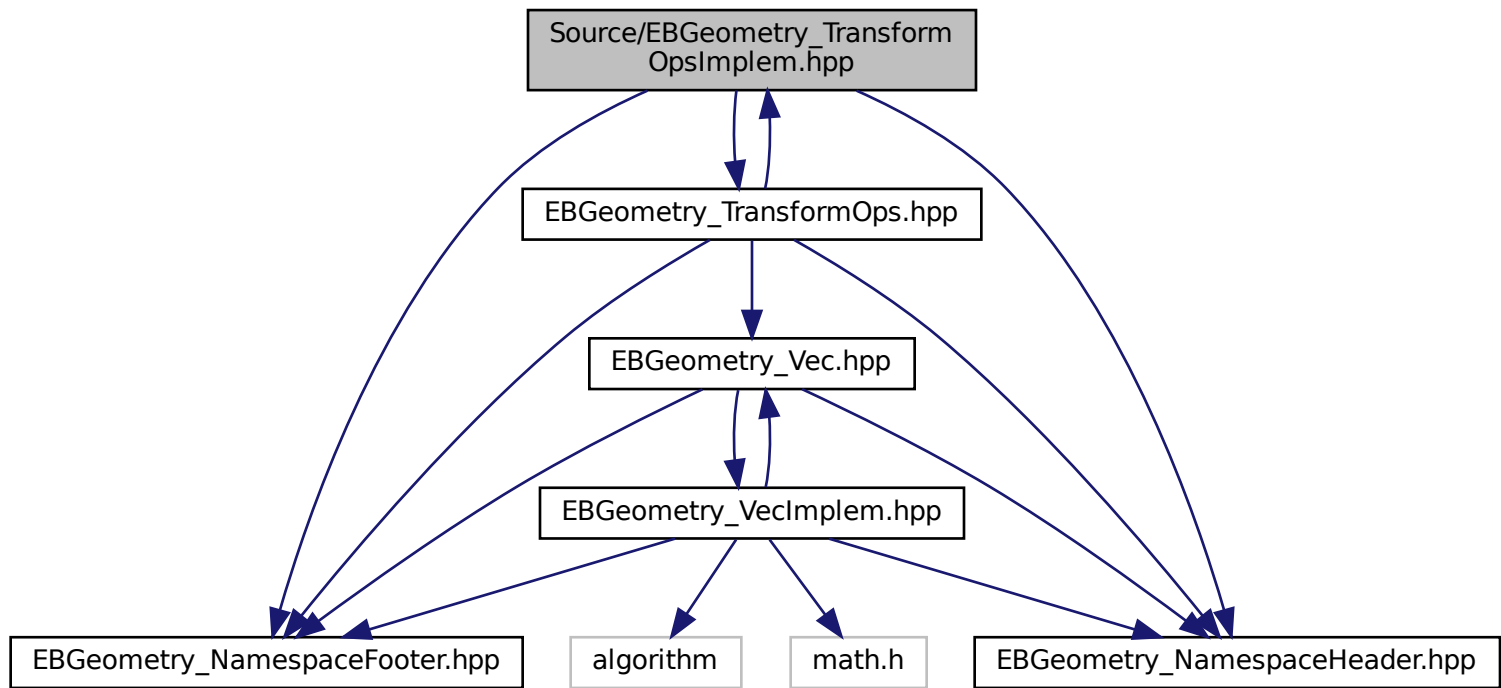 Source/EBGeometry_Transform
OpsImplem.hpp
EBGeometry_TransformOps.hpp
EBGeometry_Vec.hpp
EBGeometry_VecImplem.hpp
EBGeometry_NamespaceFooter.hpp
algorithm
math.h
EBGeometry_NamespaceHeader.hpp